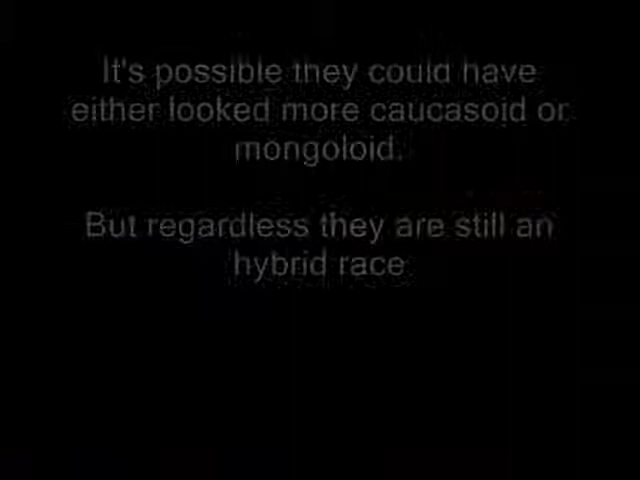 It's possible they could have
either looked more caucasoid or
mongoloid.
But regardless they are still an
hybrid race